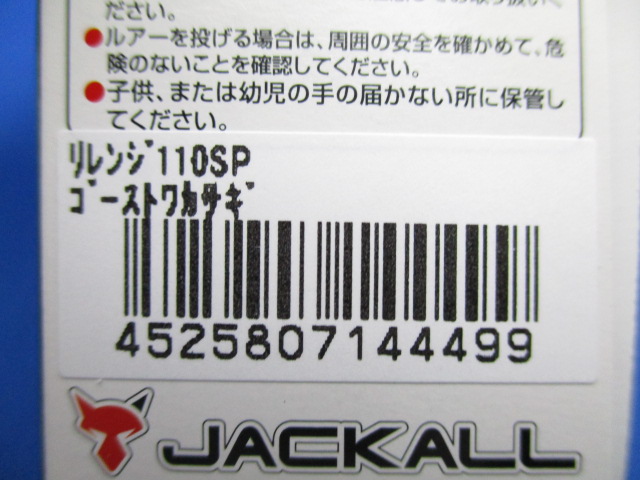 ださい。
●ルアーを投げる場合は、周囲の安全を確かめて、危
険のないことを確認してください。
●子供、または幼児の手の届かない所に保管し
てください。
リレンジ110SP
ゴーストワカサギ
4525807144499
JACKALL